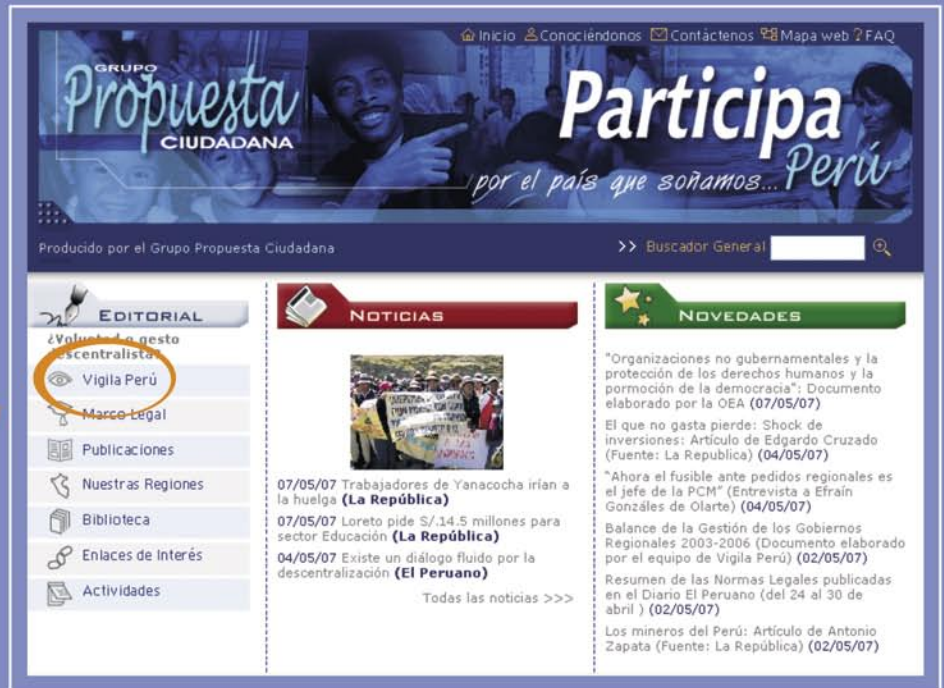 Inicio Conociéndonos Contáctenos Mapa web FAQ
GRUPO
Propuesta
CIUDADANA
Participa
Perú
por el país que soñamos...
Producido por el Grupo Propuesta Ciudadana
>> Buscador General
EDITORIAL
¿Voluntad o gesto
descentralista?
Vigila Perú
Marco Legal
Publicaciones
Nuestras Regiones
Biblioteca
Enlaces de Interés
Actividades
NOTICIAS
07/05/07 Trabajadores de Yanacocha irían a
la huelga (La República)
07/05/07 Loreto pide S/.14.5 millones para
sector Educación (La República)
04/05/07 Existe un diálogo fluido por la
descentralización (El Peruano)
Todas las noticias >>>
NOVEDADES
"Organizaciones no gubernamentales y la
protección de los derechos humanos y la
pormoción de la democracia": Documento
elaborado por la OEA (07/05/07)
El que no gasta pierde: Shock de
inversiones: Artículo de Edgardo Cruzado
(Fuente: La Republica) (04/05/07)
"Ahora el fusible ante pedidos regionales es
el jefe de la PCM" (Entrevista a Efraín
Gonzáles de Olarte) (04/05/07)
Balance de la Gestión de los Gobiernos
Regionales 2003-2006 (Documento elaborado
por el equipo de Vigila Perú) (02/05/07)
Resumen de las Normas Legales publicadas
en el Diario El Peruano (del 24 al 30 de
abril ) (02/05/07)
Los mineros del Perú: Artículo de Antonio
Zapata (Fuente: La República) (02/05/07)